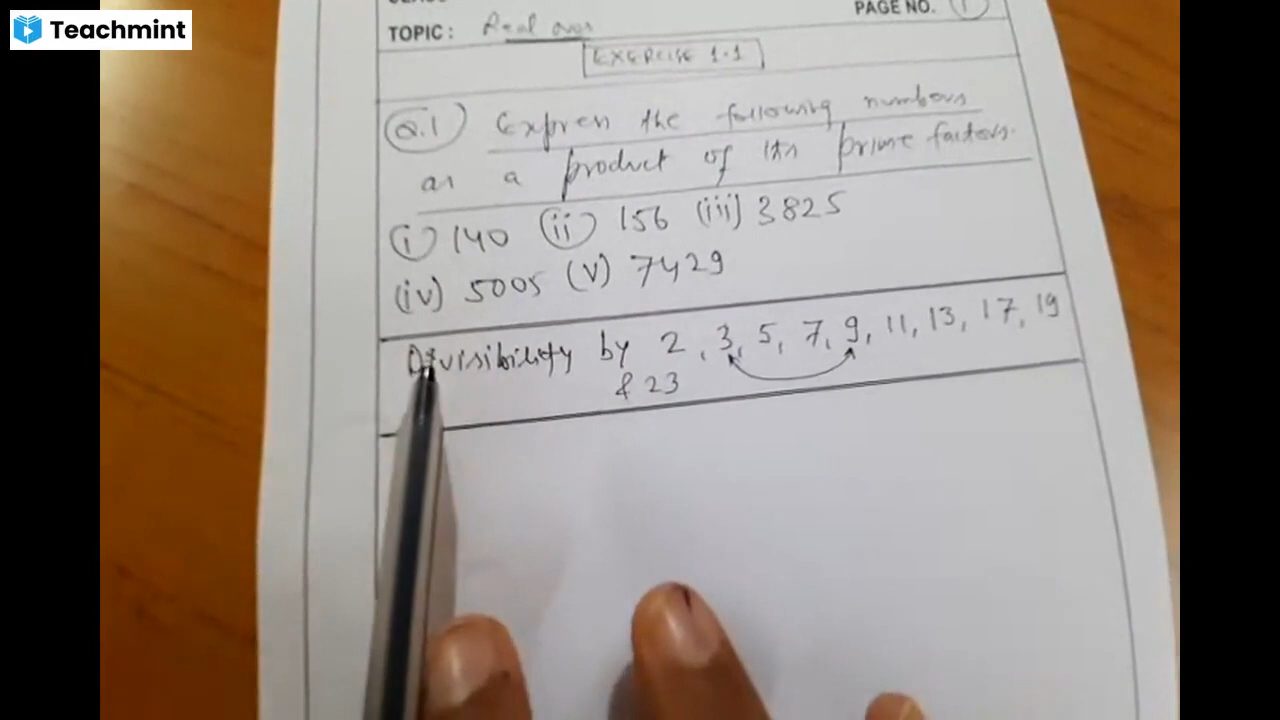 Teachmint
PAGE NO. 1
TOPIC : Real nos
EXERCISE 1.1
Q.1 Express the following numbers
as a product of its prime factors.
(i) 140 (ii) 156 (iii) 3825
(iv) 5005 (v) 7429
Divisibility by 2, 3, 5, 7, 9, 11, 13, 17, 19
& 23